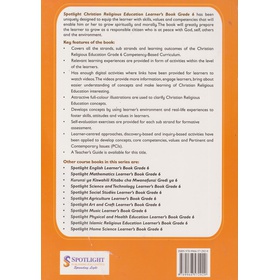 Spotlight Christian Religious Education Learner's Book Grade 6 has been
uniquely designed to equip the learner with skills, values and competencies that will
enable him or her to grow spiritually and morally. The book will greatly prepare
the learner to grow as a responsible citizen who is at peace with God, self, others
and the environment.
Key features of the book:
Covers all the strands, sub strands and learning outcomes of the Christian
Religious Education Grade 6 Competency-Based Curriculum.
Relevant learning experiences are provided in form of activities within the level
of the learners.
Has enough digital activities where links have been provided for learners to
watch videos. The videos provide more information, engage learners, bring about
easier understanding of concepts and make learning of Christian Religious
Education interesting.
Attractive full-colour illustrations are used to clarify Christian Religious
Education concepts.
Develop concepts by using learner's environment and real-life experiences to
foster skills, attitudes and values in learners.
Self-evaluation exercises are provided for each sub strand for formative
assessment.
Learner-centred approaches, discovery-based and inquiry-based activities have
been applied to develop concepts, core competencies, values and Pertinent and
Contemporary Issues (PCIs).
A Teacher's Guide is available for this title.
Other course books in this series are:
Spotlight English Learner's Book Grade 6
Spotlight Mathematics Learner's Book Grade 6
Kurunzi ya Kiswahili Kitabu cha Mwanafunzi Gredi ya 6
Spotlight Science and Technology Learner's Book Grade 6
Spotlight Social Studies Learner's Book Grade 6
Spotlight Agriculture Learner's Book Grade 6
Spotlight Art and Craft Learner's Book Grade 6
Spotlight Music Learner's Book Grade 6
Spotlight Physical and Health Education Learner's Book Grade 6
Spotlight Islamic Religious Education Learner's Book Grade 6
Spotlight Home Science Learner's Book Grade 6
SPOTLIGHT